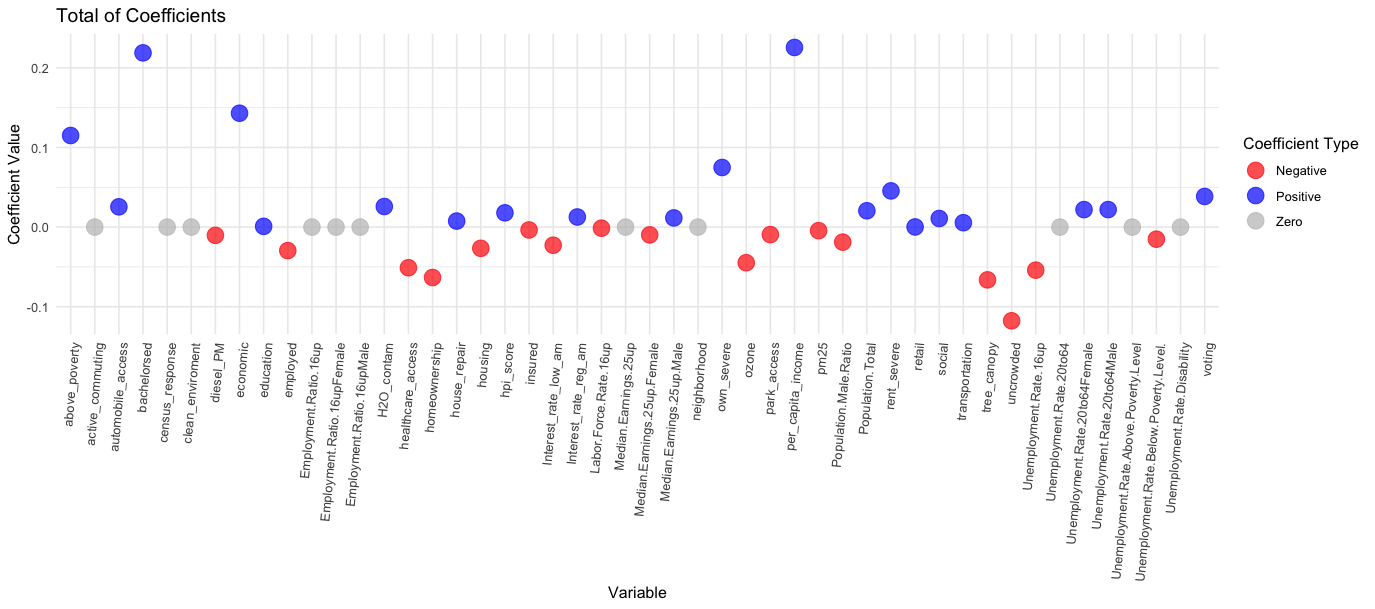 Total of Coefficients
Coefficient Value
0.2
0.1
0.0
-0.1
above_poverty
active_commuting
automobile_access
bachelorsed
census_response
clean_enviroment
diesel_PM
economic
education
employed
Employment.Ratio.16up
Employment.Ratio.16upFemale
Employment.Ratio.16upMale
H2O_contam
healthcare_access
homeownership
house_repair
housing
hpi_score
insured
Interest_rate_low_am
Interest_rate_reg_am
Labor.Force.Rate.16up
Median.Earnings.25up
Median.Earnings.25up.Female
Median.Earnings.25up.Male
neighborhood
own_severe
ozone
park_access
per_capita_income
pm25
Population.Male.Ratio
Population.Total
rent_severe
retail
social
transportation
tree_canopy
uncrowded
Unemployment.Rate.16up
Unemployment.Rate.20to64
Unemployment.Rate.20to64Female
Unemployment.Rate.20to64Male
Unemployment.Rate.Above.Poverty.Level
Unemployment.Rate.Below.Poverty.Level.
Unemployment.Rate.Disability
voting
Variable
Coefficient Type
Negative
Positive
Zero